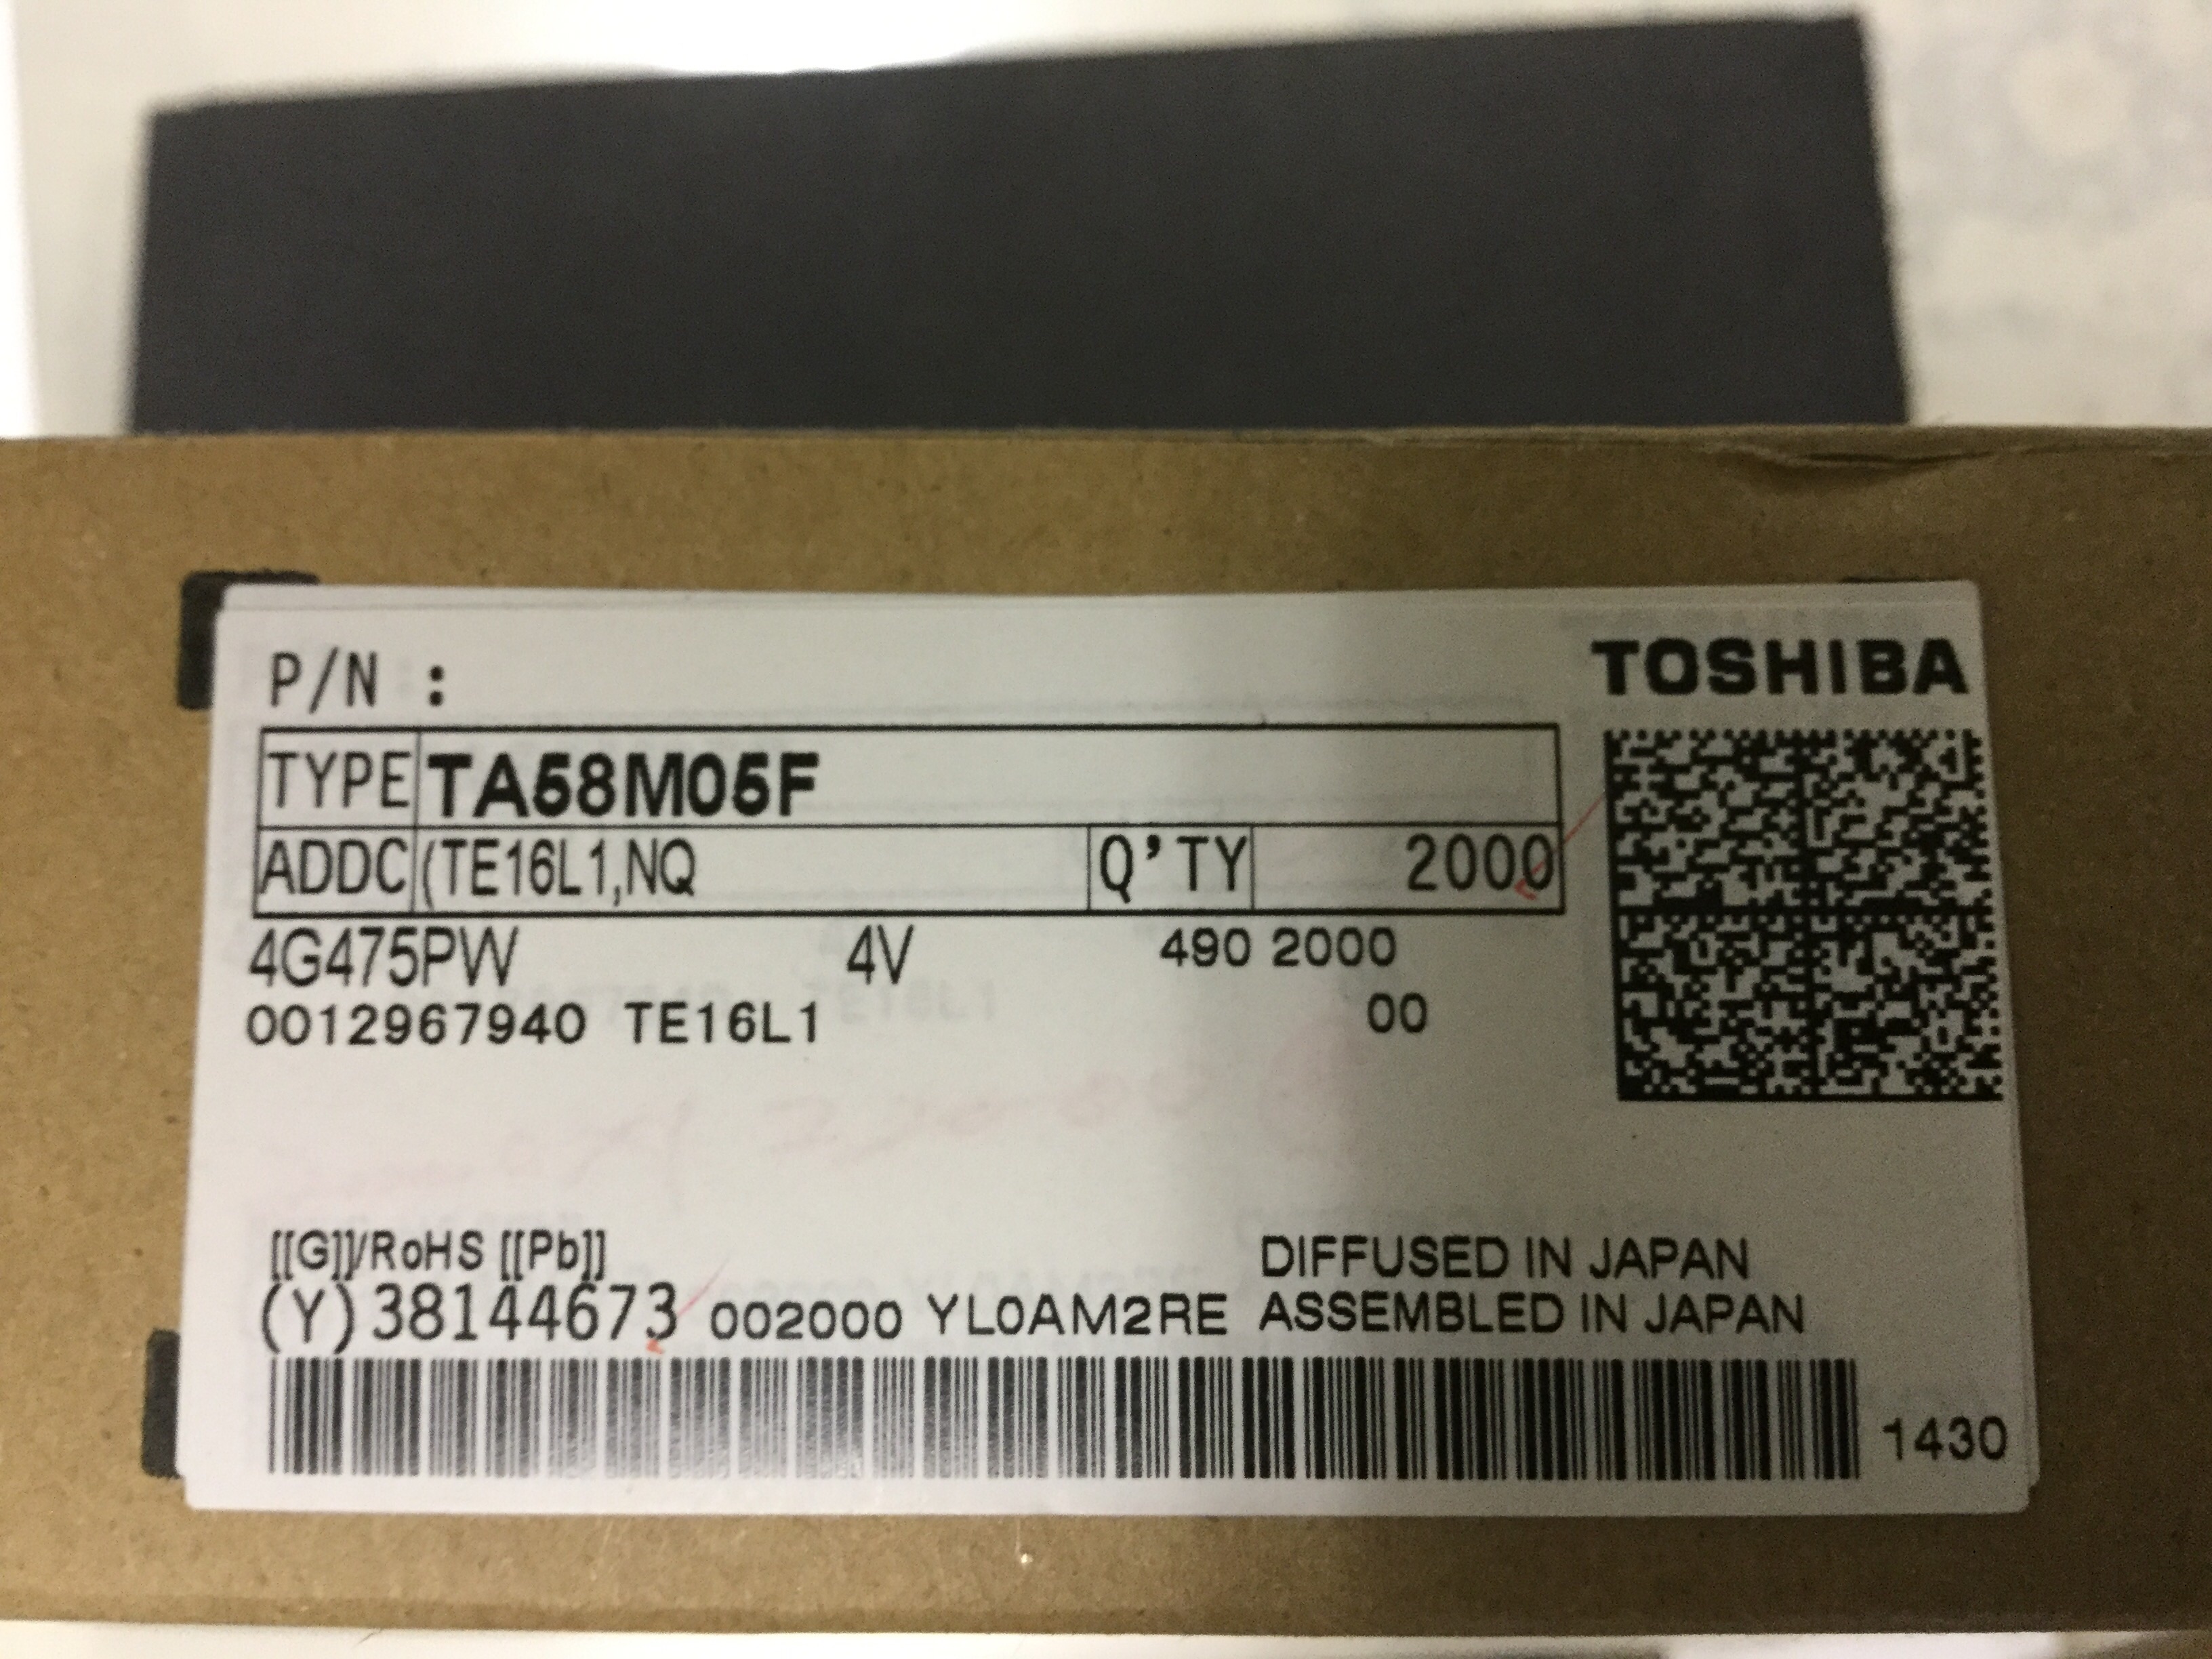 P/N :
TOSHIBA
TYPE TA58M05F
ADDC (TE16L1,NQ Q'TY 2000
4G475PW 4V 490 2000
0012967940 TE16L1 00
[[G]]/RoHS [[Pb]]
DIFFUSED IN JAPAN
(Y)38144673 002000 YL0AM2RE ASSEMBLED IN JAPAN
1430